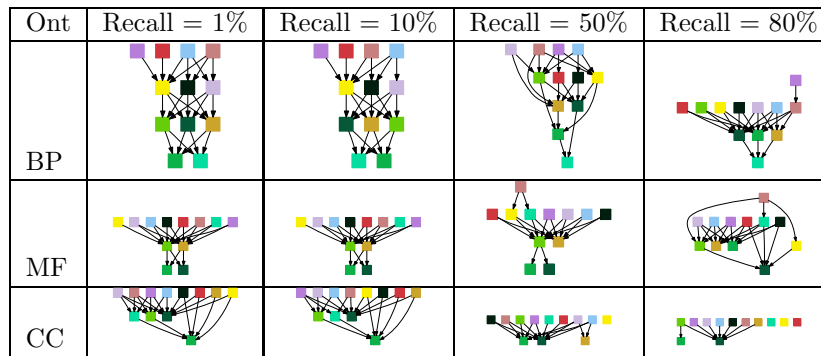 Ont Recall = 1% Recall = 10% Recall = 50% Recall = 80%
BP
MF
CC